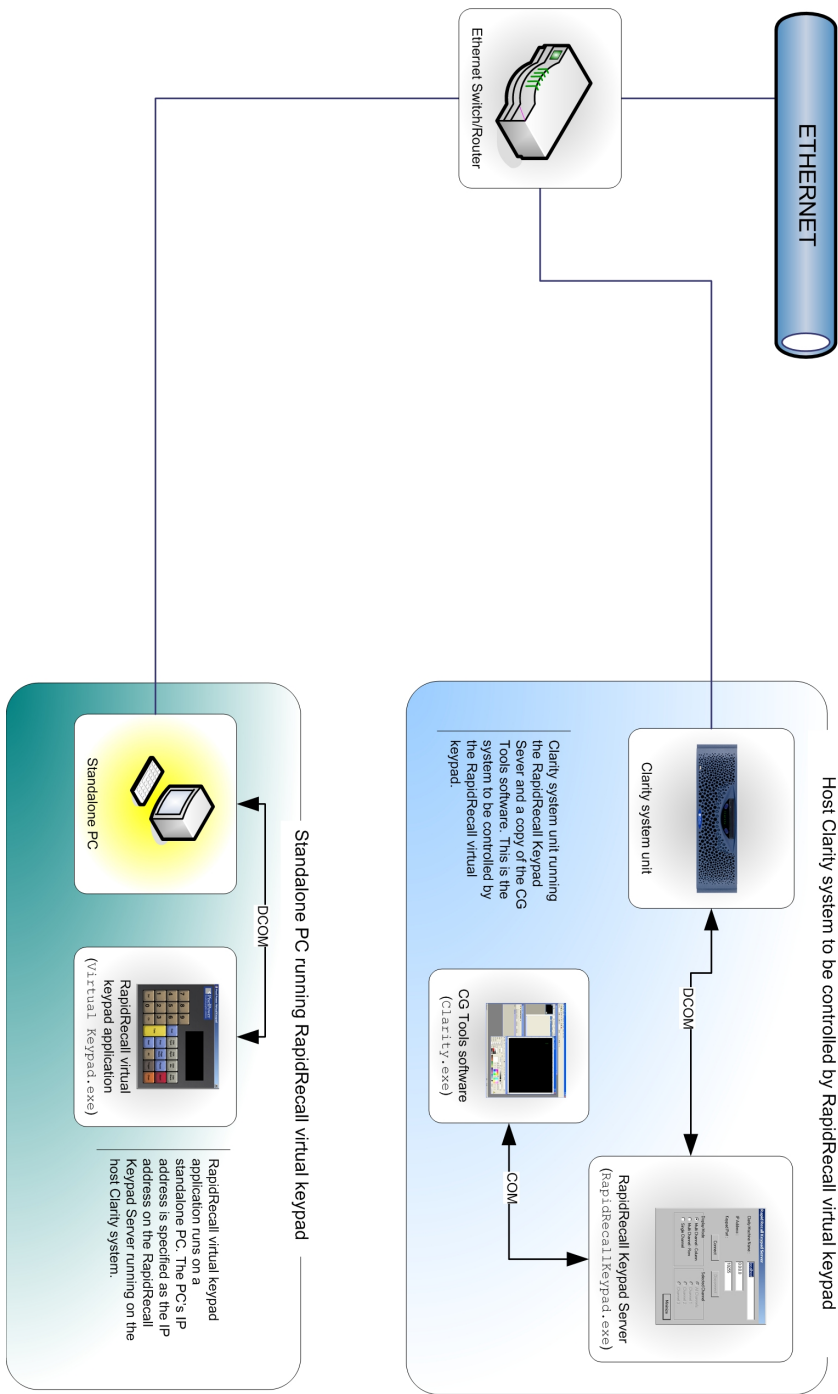 ETHERNET
Ethernet Switch/Router
Host Clarity system to be controlled by RapidRecall virtual keypad
Clarity system unit
DCOM
RapidRecall Keypad Server
(RapidRecallKeypad.exe)
COM
CG Tools software
(Clarity.exe)
Clarity system unit running
the RapidRecall Keypad
Sever and a copy of the CG
Tools software. This is the
system to be controlled by
the RapidRecall virtual
keypad.
Standalone PC running RapidRecall virtual keypad
Standalone PC
DCOM
RapidRecall virtual
keypad application
(Virtual Keypad.exe)
RapidRecall virtual keypad
application runs on a
standalone PC. The PC's IP
address is specified as the IP
address on the RapidRecall
Keypad Server running on the
host Clarity system.